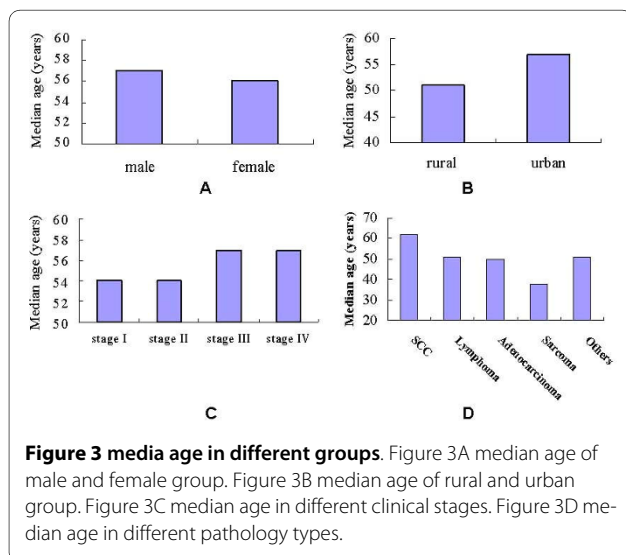 Median age (years)
60
58
56
54
52
50
male female
A
Median age (years)
60
55
50
45
40
rural urban
B
Median age (years)
60
58
56
54
52
50
stage I stage II stage III stage IV
C
Median age (years)
70
60
50
40
30
20
SCC Lymphoma Adenocarcinoma Sarcoma Others
D
Figure 3 media age in different groups. Figure 3A median age of
male and female group. Figure 3B median age of rural and urban
group. Figure 3C median age in different clinical stages. Figure 3D me-
dian age in different pathology types.